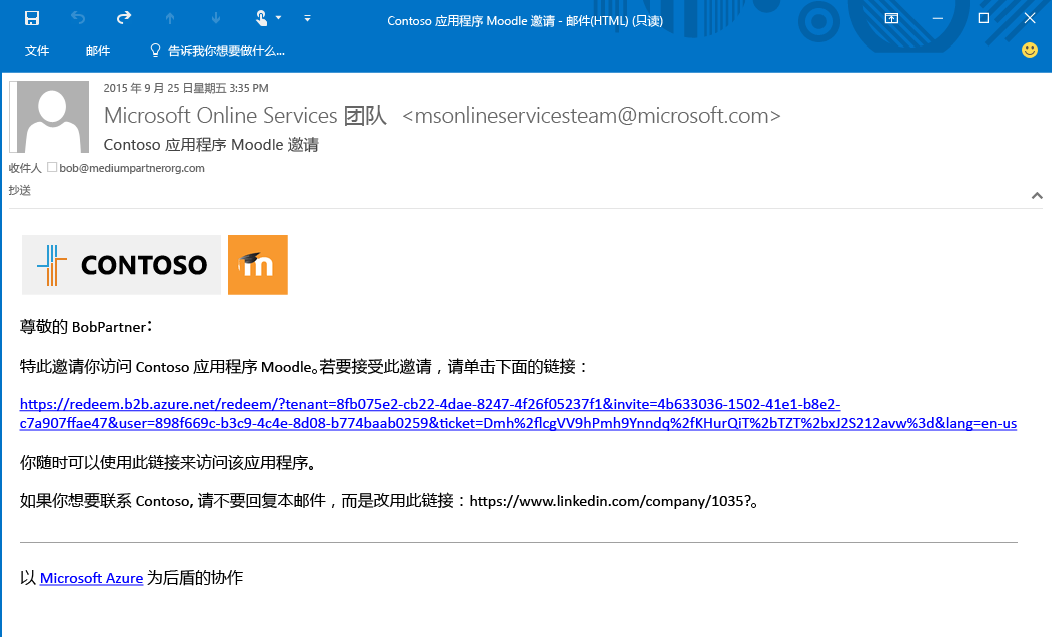 Contoso 应用程序 Moodle 邀请 - 邮件(HTML) (只读)
文件 邮件 告诉我你想要做什么...
2015 年 9 月 25 日星期五 3:35 PM
Microsoft Online Services 团队 <msonlineservicesteam@microsoft.com>
Contoso 应用程序 Moodle 邀请
收件人 bob@mediumpartnerorg.com
抄送
CONTOSO m
尊敬的 BobPartner：
特此邀请你访问 Contoso 应用程序 Moodle。若要接受此邀请，请单击下面的链接：
https://redeem.b2b.azure.net/redeem/?tenant=8fb075e2-cb22-4dae-8247-4f26f05237f1&invite=4b633036-1502-41e1-b8e2-
c7a907ffae47&user=898f669c-b3c9-4c4e-8d08-b774baab0259&ticket=Dmh%2flcgVV9hPmh9Ynndq%2fKHurQiT%2bTZT%2bxJ2S212avw%3d&lang=en-us
你随时可以使用此链接来访问该应用程序。
如果你想要联系 Contoso, 请不要回复本邮件，而是改用此链接：https://www.linkedin.com/company/1035?。
以 Microsoft Azure 为后盾的协作